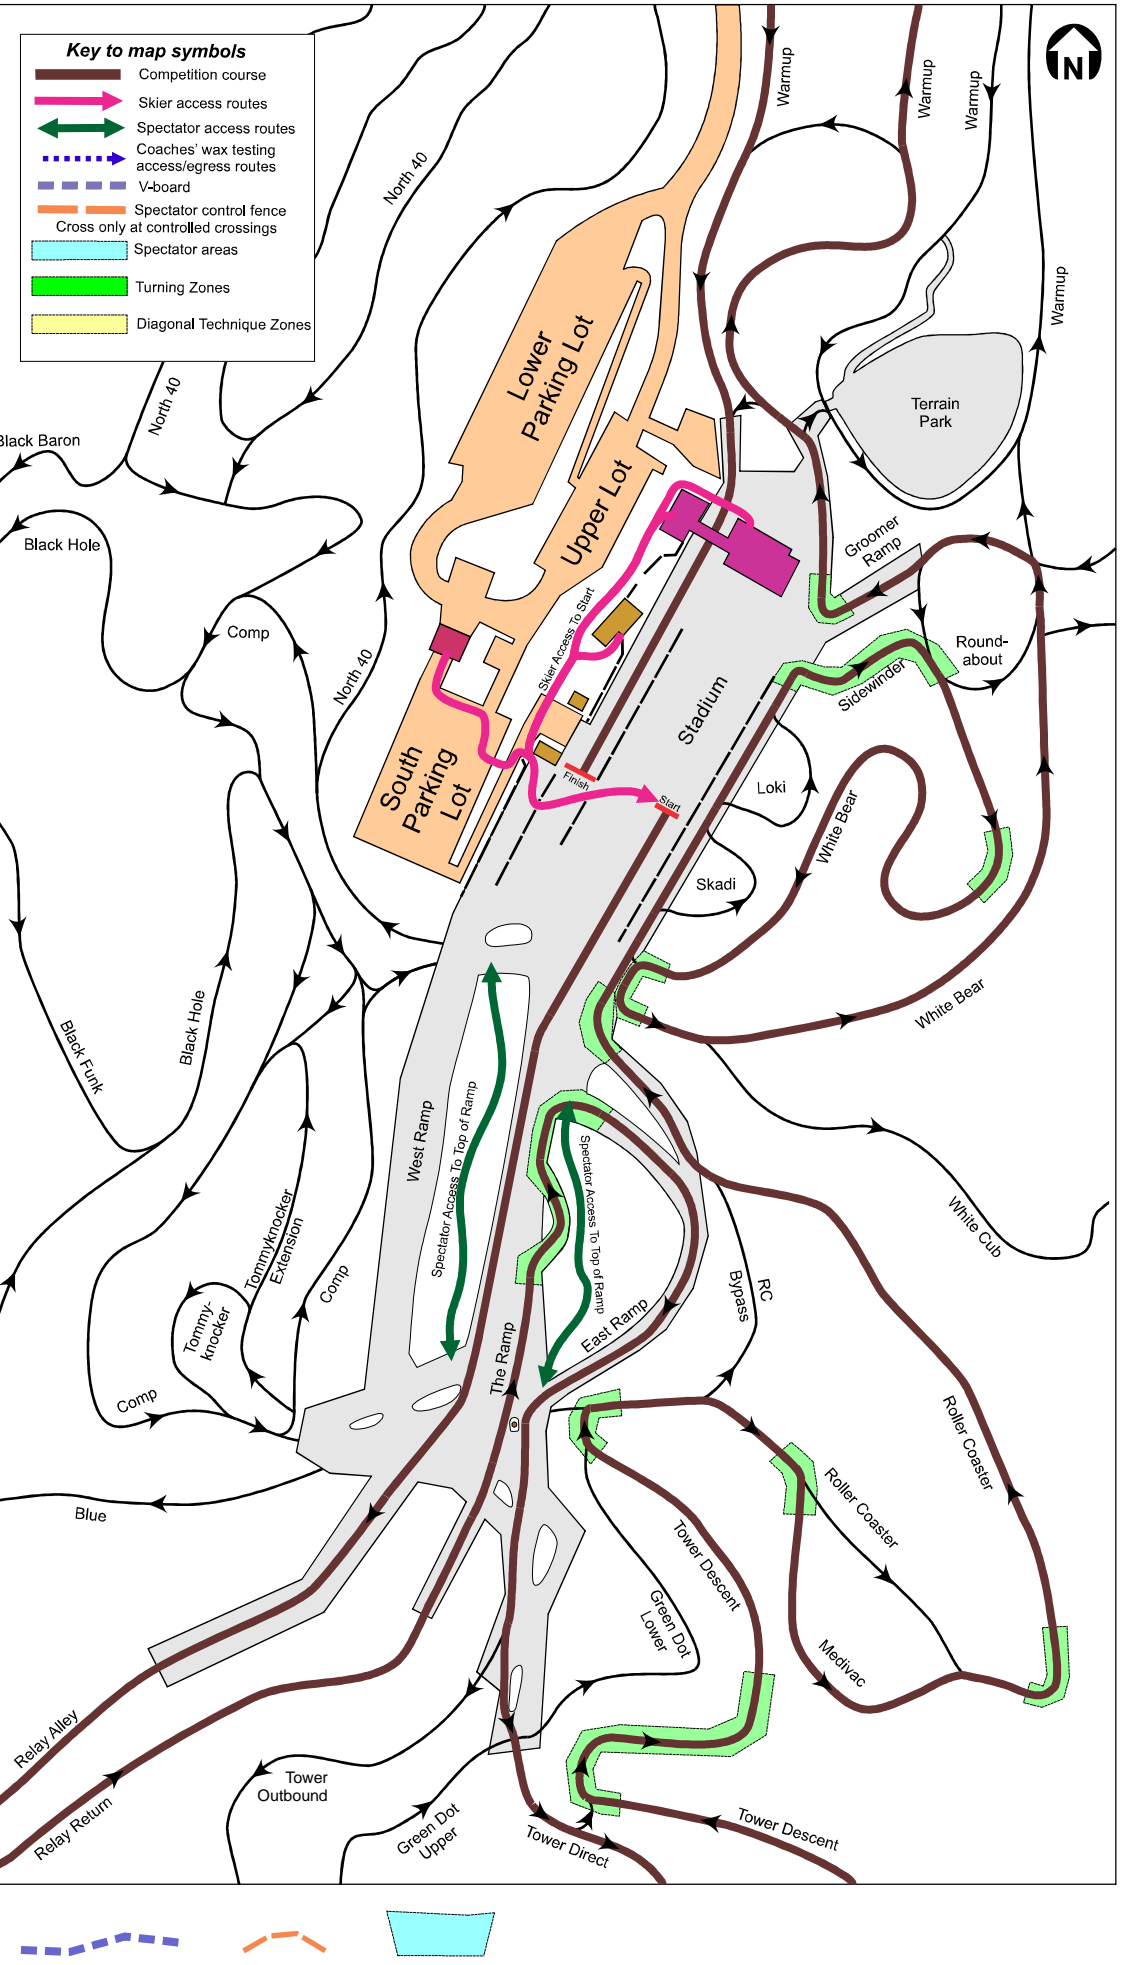 Key to map symbols
Competition course
Skier access routes
Spectator access routes
Coaches' wax testing
access/egress routes
V-board
Spectator control fence
Cross only at controlled crossings
Spectator areas
Turning Zones
Diagonal Technique Zones
N
Warmup
Warmup
Warmup
Warmup
North 40
North 40
North 40
Lower
Parking Lot
Upper Lot
Terrain
Park
Black Baron
Black Hole
Comp
Groomer
Ramp
Round-
about
Sidewinder
Skier Access To Start
Stadium
South
Parking
Lot
Finish
Start
Loki
Skadi
White Bear
White Bear
Black Funk
Black Hole
West Ramp
Spectator Access To Top of Ramp
Spectator Access To Top of Ramp
White Cub
Tommyknocker
Extension
Comp
Tommy-
knocker
Comp
RC
Bypass
East Ramp
The Ramp
Roller Coaster
Blue
Roller Coaster
Tower Descent
Green Dot
Lower
Medivac
Relay Alley
Relay Return
Tower
Outbound
Green Dot
Upper
Tower Direct
Tower Descent